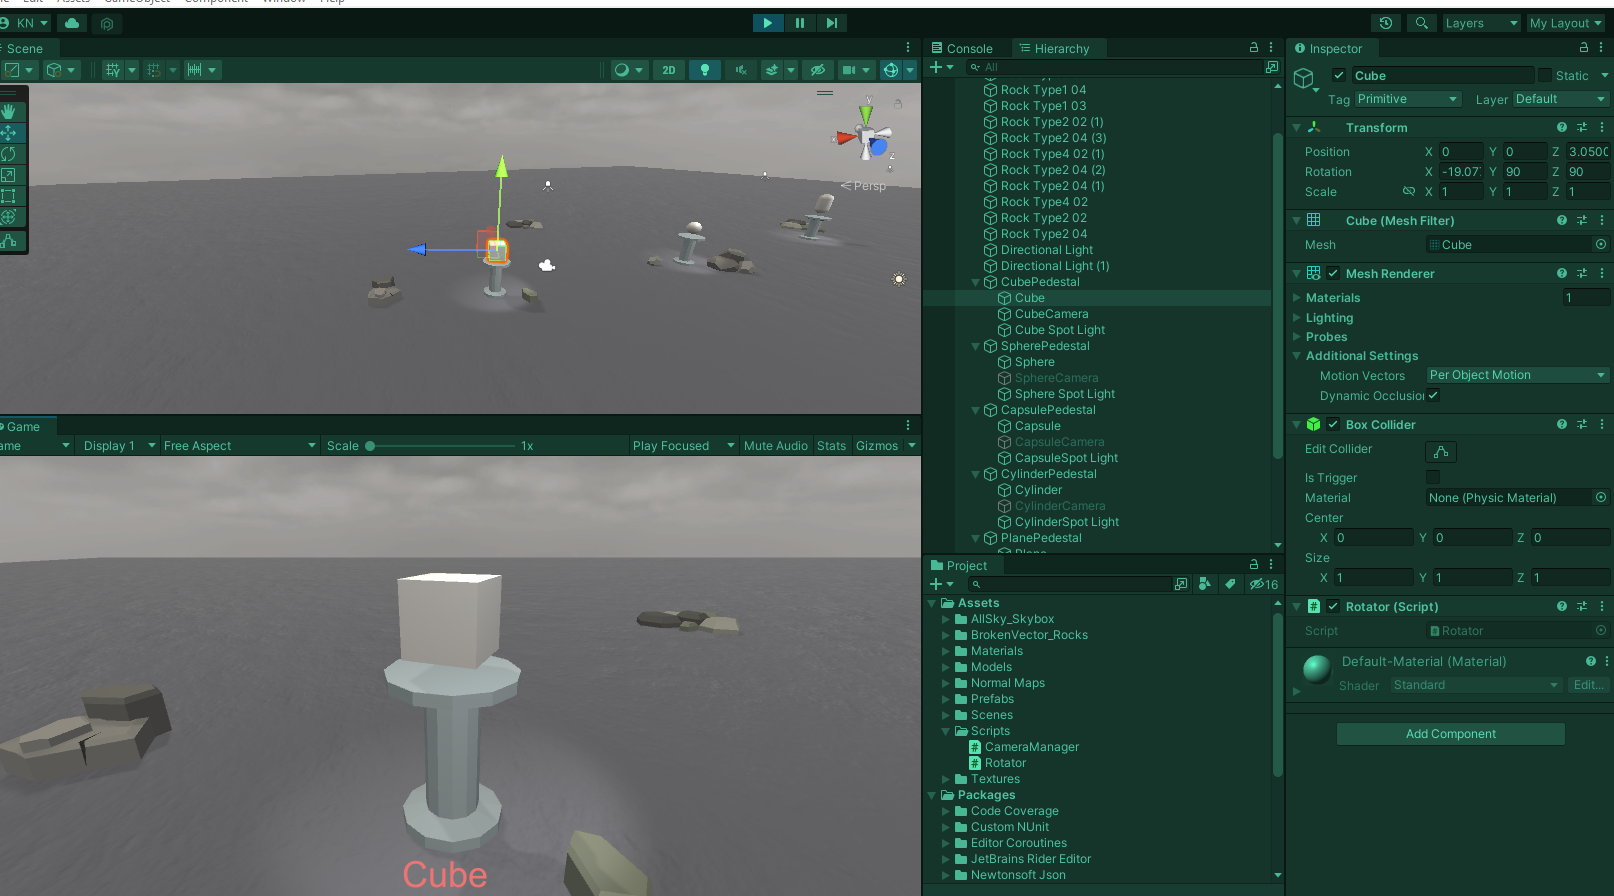 Edit Assets GameObject Component Window Help
KN
Layers
My Layout
Scene
2D
y
x
z
Persp
Game
Display 1
Free Aspect
Scale
1x
Play Focused
Mute Audio
Stats
Gizmos
Cube
Console
Hierarchy
All
Rock Type1 04
Rock Type1 03
Rock Type2 02 (1)
Rock Type2 04 (3)
Rock Type4 02 (1)
Rock Type2 04 (2)
Rock Type2 04 (1)
Rock Type4 02
Rock Type2 02
Rock Type2 04
Directional Light
Directional Light (1)
CubePedestal
Cube
CubeCamera
Cube Spot Light
SpherePedestal
Sphere
SphereCamera
Sphere Spot Light
CapsulePedestal
Capsule
CapsuleCamera
CapsuleSpot Light
CylinderPedestal
Cylinder
CylinderCamera
CylinderSpot Light
PlanePedestal
Plane
Project
16
Assets
AllSky_Skybox
BrokenVector_Rocks
Materials
Models
Normal Maps
Prefabs
Scenes
Scripts
CameraManager
Rotator
Textures
Packages
Code Coverage
Custom NUnit
Editor Coroutines
JetBrains Rider Editor
Newtonsoft Json
Inspector
Cube
Static
Tag Primitive Layer Default
Transform
Position X 0 Y 0 Z 3.050
Rotation X -19.07 Y 90 Z 90
Scale X 1 Y 1 Z 1
Cube (Mesh Filter)
Mesh Cube
Mesh Renderer
Materials 1
Lighting
Probes
Additional Settings
Motion Vectors Per Object Motion
Dynamic Occlusion
Box Collider
Edit Collider
Is Trigger
Material None (Physic Material)
Center
X 0 Y 0 Z 0
Size
X 1 Y 1 Z 1
Rotator (Script)
Script Rotator
Default-Material (Material)
Shader Standard Edit...
Add Component